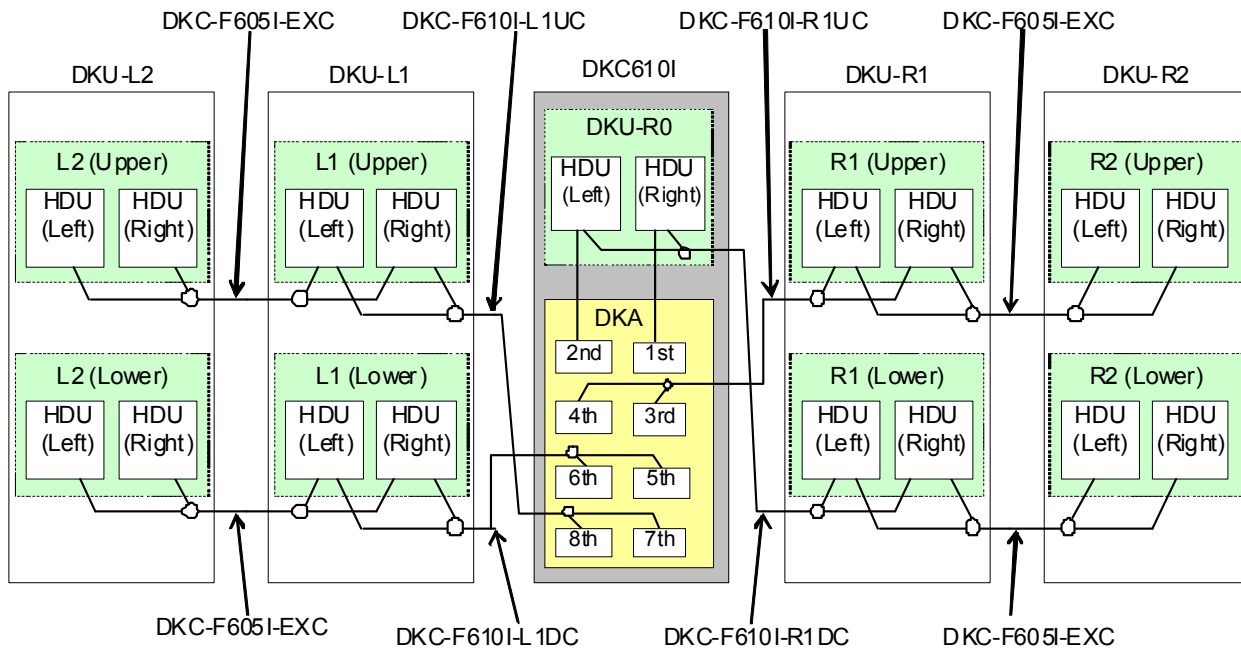 DKC-F605I-EXC
DKC-F610I-L1UC
DKC-F610I-R1UC
DKC-F605I-EXC
DKU-L2
DKU-L1
DKC610I
DKU-R1
DKU-R2
DKU-R0
HDU
(Left)
HDU
(Right)
L2 (Upper)
HDU
(Left)
HDU
(Right)
L1 (Upper)
HDU
(Left)
HDU
(Right)
R1 (Upper)
HDU
(Left)
HDU
(Right)
R2 (Upper)
HDU
(Left)
HDU
(Right)
DKA
2nd
1st
4th
3rd
6th
5th
8th
7th
L2 (Lower)
HDU
(Left)
HDU
(Right)
L1 (Lower)
HDU
(Left)
HDU
(Right)
R1 (Lower)
HDU
(Left)
HDU
(Right)
R2 (Lower)
HDU
(Left)
HDU
(Right)
DKC-F605I-EXC
DKC-F610I-L1DC
DKC-F610I-R1DC
DKC-F605I-EXC